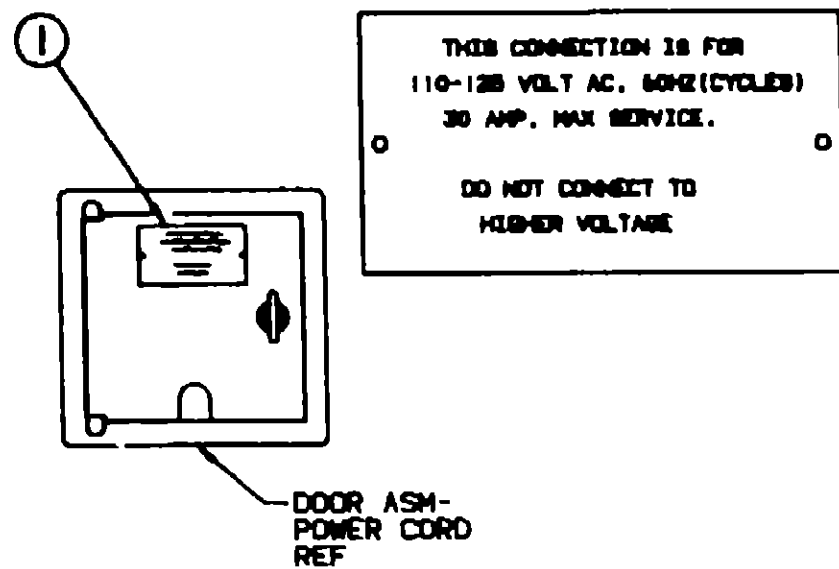 1
THIS CONNECTION IS FOR
110-125 VOLT AC, 60HZ(CYCLES)
30 AMP. MAX SERVICE.
DO NOT CONNECT TO
HIGHER VOLTAGE
DOOR ASM-
POWER CORD
REF